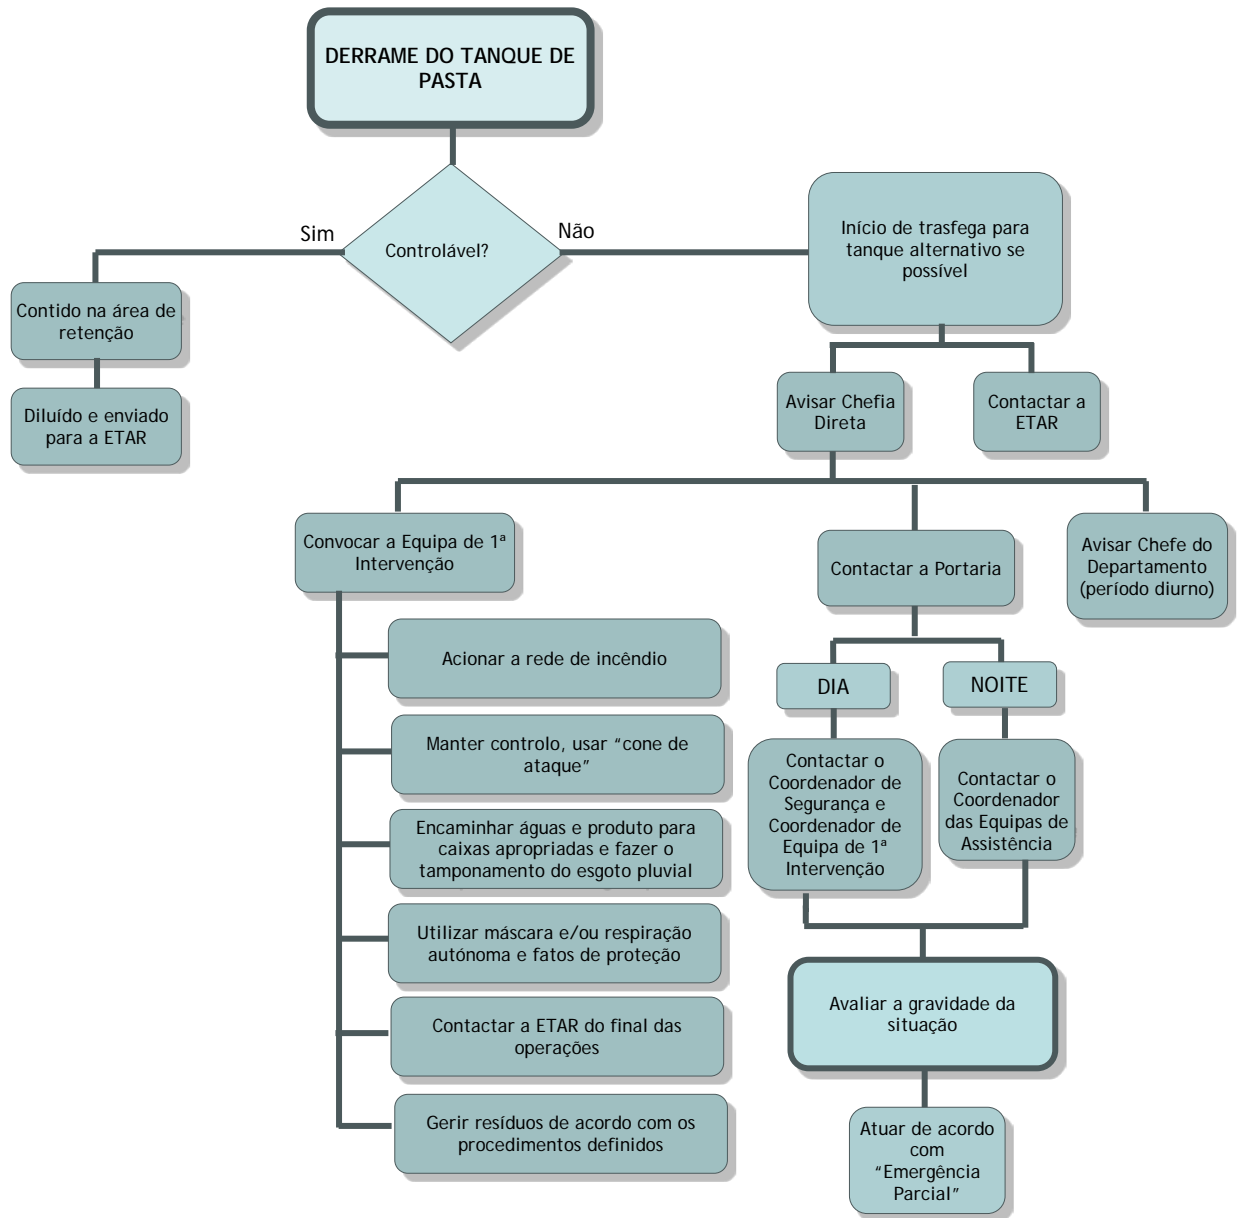 DERRAME DO TANQUE DE
PASTA
Sim
Controlável?
Não
Início de trasfega para
tanque alternativo se
possível
Contido na área de
retenção
Diluído e enviado
para a ETAR
Avisar Chefia
Direta
Contactar a
ETAR
Convocar a Equipa de 1ª
Intervenção
Contactar a Portaria
Avisar Chefe do
Departamento
(período diurno)
Acionar a rede de incêndio
Manter controlo, usar “cone de
ataque”
Encaminhar águas e produto para
caixas apropriadas e fazer o
tamponamento do esgoto pluvial
Utilizar máscara e/ou respiração
autónoma e fatos de proteção
Contactar a ETAR do final das
operações
Gerir resíduos de acordo com os
procedimentos definidos
DIA
NOITE
Contactar o
Coordenador de
Segurança e
Coordenador de
Equipa de 1ª
Intervenção
Contactar o
Coordenador
das Equipas de
Assistência
Avaliar a gravidade da
situação
Atuar de acordo
com
“Emergência
Parcial”